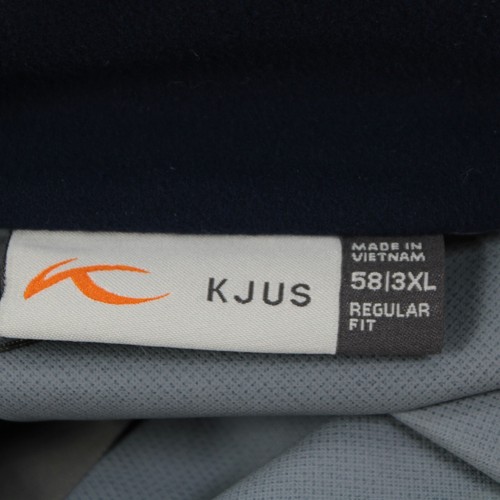 KJUS
MADE IN
VIETNAM
58|3XL
REGULAR
FIT